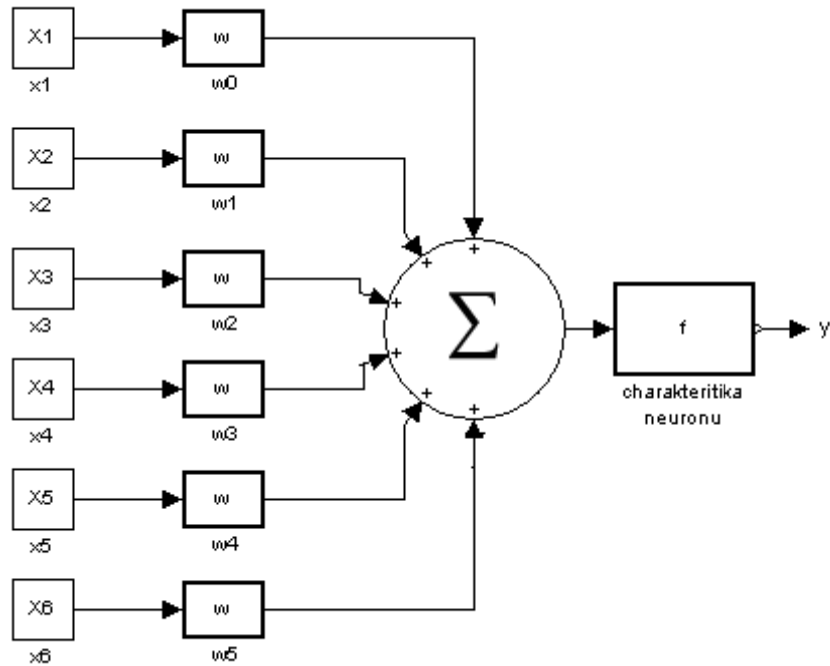 X1
w
x1
w0
X2
w
x2
w1
X3
w
x3
w2
X4
w
x4
w3
X5
w
x5
w4
X6
w
x6
w5
+
+
+
+
+
+
Σ
f
charakteritika
neuronu
y